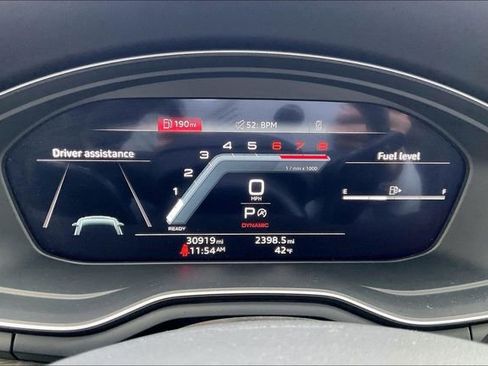 190mi 52: BPM
Driver assistance
Fuel level
1 2 3 4 5 6 7 8
1/min x 1000
E F
0
MPH
P
READY
DYNAMIC
30919mi 2398.5mi
11:54AM 42°F